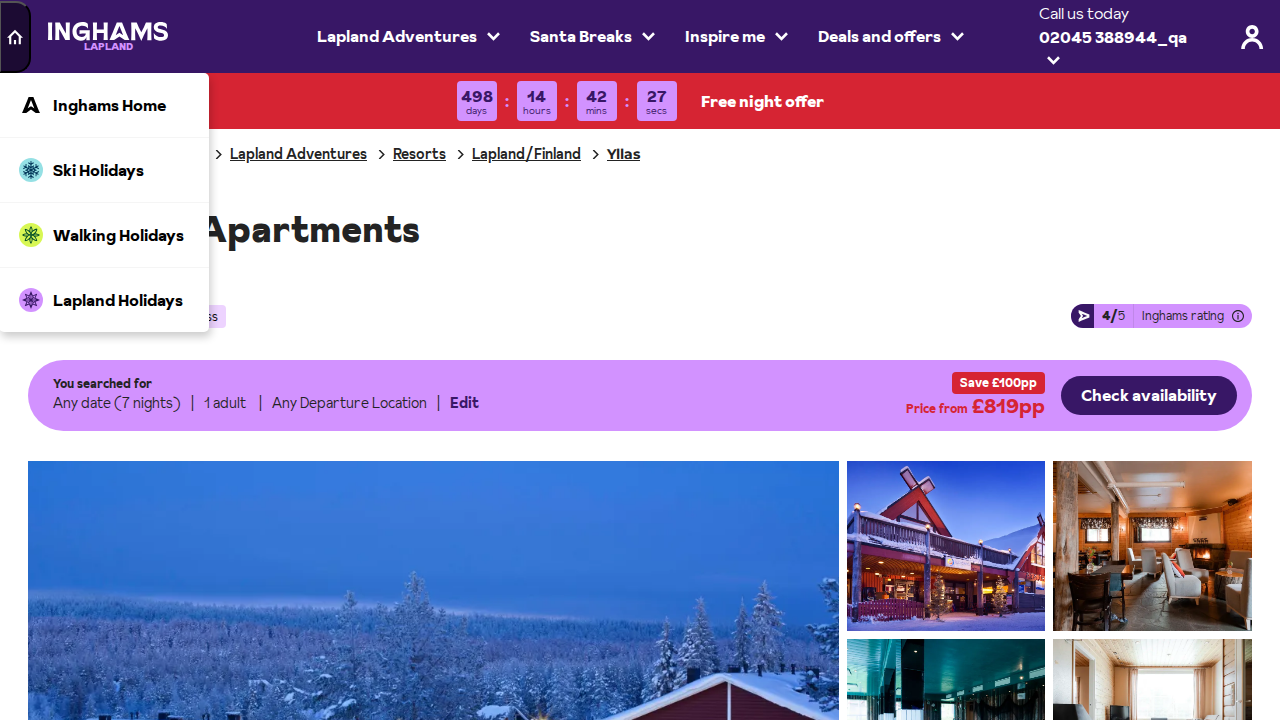 INGHAMS
LAPLAND
Lapland Adventures
Santa Breaks
Inspire me
Deals and offers
Call us today
02045 388944_qa
498 days : 14 hours : 42 mins : 27 secs
Free night offer
Inghams Home
Ski Holidays
Walking Holidays
Lapland Holidays
Lapland Adventures
Resorts
Lapland/Finland
Yllas
Apartments
ss
4/5
Inghams rating
You searched for
Any date (7 nights) | 1 adult | Any Departure Location | Edit
Save £100pp
Price from £819pp
Check availability